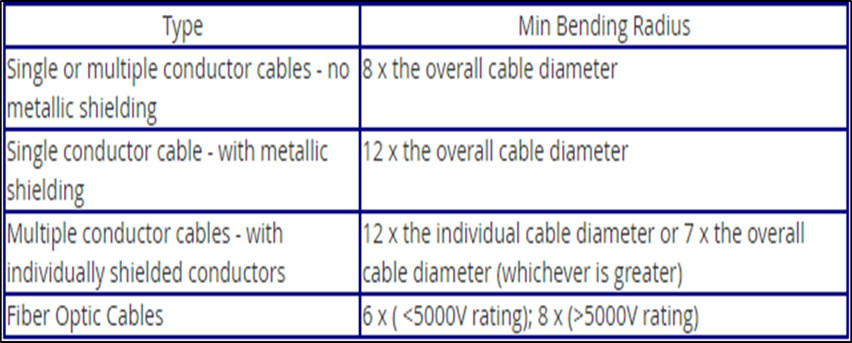 Type
Min Bending Radius
Single or multiple conductor cables - no
metallic shielding
8 x the overall cable diameter
Single conductor cable - with metallic
shielding
12 x the overall cable diameter
Multiple conductor cables - with
individually shielded conductors
12 x the individual cable diameter or 7 x the overall
cable diameter (whichever is greater)
Fiber Optic Cables
6 x ( <5000V rating); 8 x (>5000V rating)